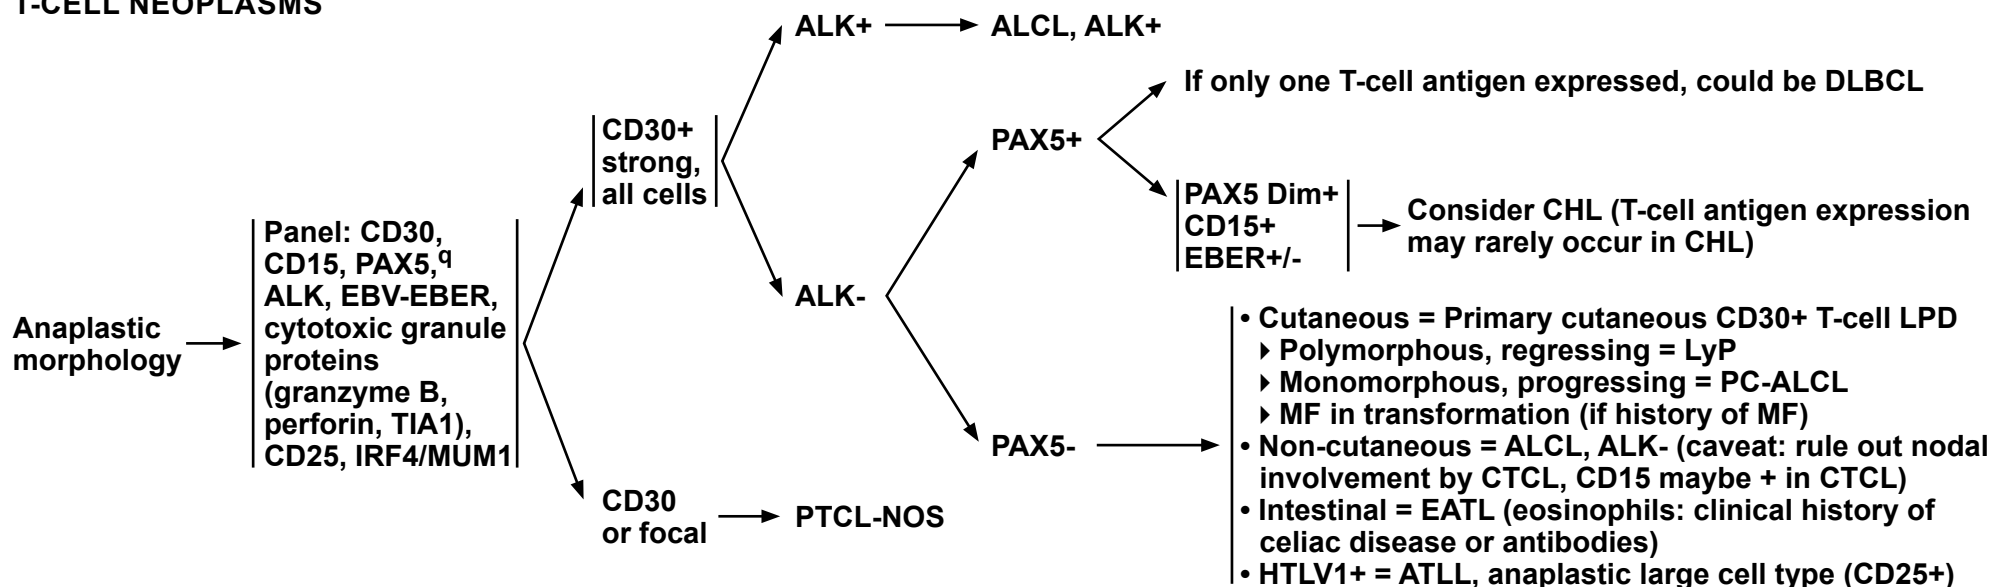 T-CELL NEOPLASMS
Anaplastic
morphology
Panel: CD30,
CD15, PAX5,q
ALK, EBV-EBER,
cytotoxic granule
proteins
(granzyme B,
perforin, TIA1),
CD25, IRF4/MUM1
CD30+
strong,
all cells
CD30
or focal
PTCL-NOS
ALK+
ALCL, ALK+
ALK-
PAX5+
If only one T-cell antigen expressed, could be DLBCL
PAX5 Dim+
CD15+
EBER+/-
Consider CHL (T-cell antigen expression
may rarely occur in CHL)
PAX5-
• Cutaneous = Primary cutaneous CD30+ T-cell LPD
▸ Polymorphous, regressing = LyP
▸ Monomorphous, progressing = PC-ALCL
▸ MF in transformation (if history of MF)
• Non-cutaneous = ALCL, ALK- (caveat: rule out nodal
involvement by CTCL, CD15 maybe + in CTCL)
• Intestinal = EATL (eosinophils: clinical history of
celiac disease or antibodies)
• HTLV1+ = ATLL, anaplastic large cell type (CD25+)